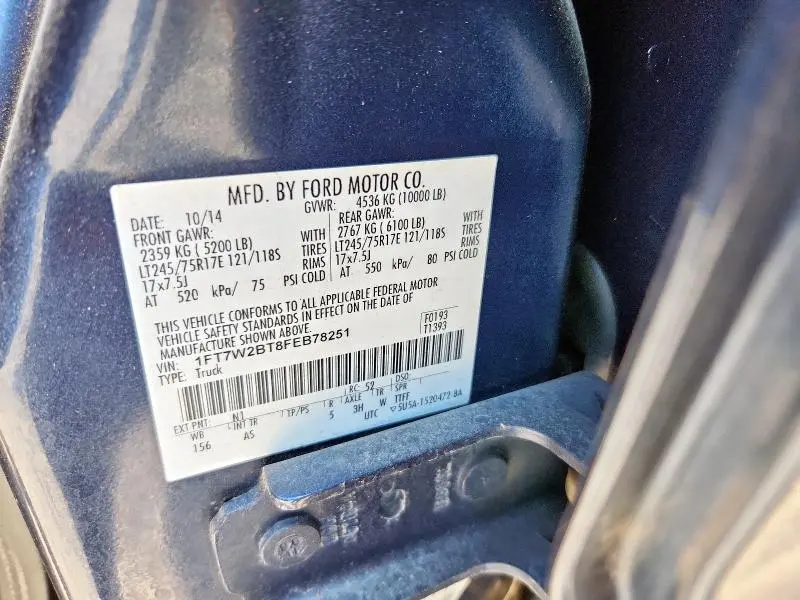 MFD. BY FORD MOTOR CO.
DATE: 10/14 GVWR: 4536 KG (10000 LB)
FRONT GAWR: REAR GAWR:
2359 KG ( 5200 LB) WITH 2767 KG ( 6100 LB) WITH
LT245/75R17E 121/118S TIRES LT245/75R17E 121/118S TIRES
17x7.5J RIMS 17x7.5J RIMS
AT 520 kPa/ 75 PSI COLD AT 550 kPa/ 80 PSI COLD
THIS VEHICLE CONFORMS TO ALL APPLICABLE FEDERAL MOTOR
VEHICLE SAFETY STANDARDS IN EFFECT ON THE DATE OF
MANUFACTURE SHOWN ABOVE.
VIN: 1FT7W2BT8FEB78251
TYPE: Truck
F0193
T1393
EXT PNT: N1 RC: 52 DSO:
WB INT TR TP/PS R AXLE TR SPR
156 AS 5 3H W TTFF
UTC ▽5U5A-1520472-BA